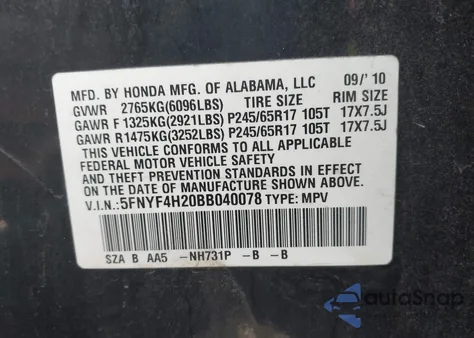 MFD. BY HONDA MFG. OF ALABAMA, LLC 09/'10
GVWR 2765KG(6096LBS) TIRE SIZE RIM SIZE
GAWR F 1325KG(2921LBS) P245/65R17 105T 17X7.5J
GAWR R1475KG(3252LBS) P245/65R17 105T 17X7.5J
THIS VEHICLE CONFORMS TO ALL APPLICABLE
FEDERAL MOTOR VEHICLE SAFETY
AND THEFT PREVENTION STANDARDS IN EFFECT
ON THE DATE OF MANUFACTURE SHOWN ABOVE.
V.I.N.:5FNYF4H20BB040078 TYPE: MPV
SZA B AA5 -NH731P -B -B
autoSnap